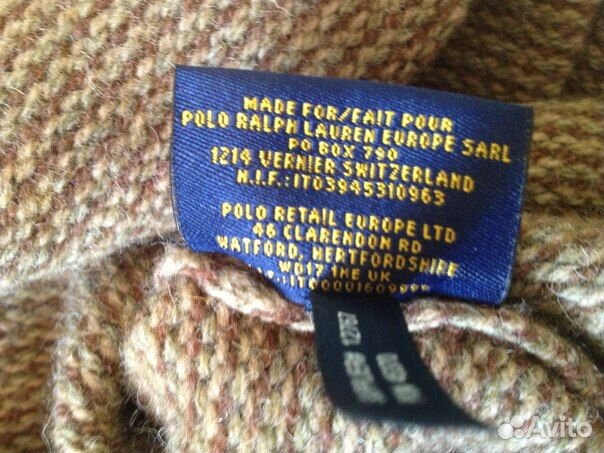 MADE FOR/FAIT POUR
POLO RALPH LAUREN EUROPE SARL
PO BOX 790
1214 VERNIER SWITZERLAND
N.I.F.:IT03945310963
POLO RETAIL EUROPE LTD
46 CLARENDON RD
WATFORD, HERTFORDSHIRE
WD17 1HE UK
Avito